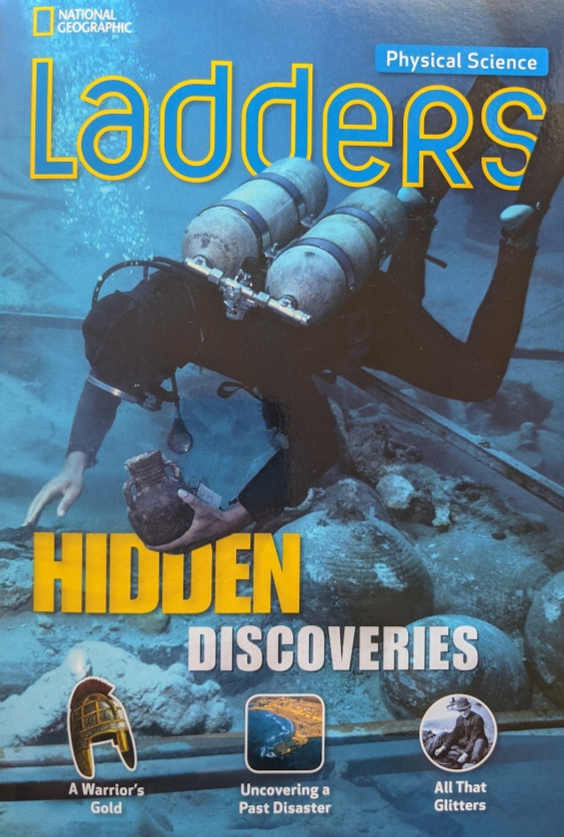 NATIONAL
GEOGRAPHIC
Physical Science
Ladders
HIDDEN
DISCOVERIES
A Warrior's
Gold
Uncovering a
Past Disaster
All That
Glitters